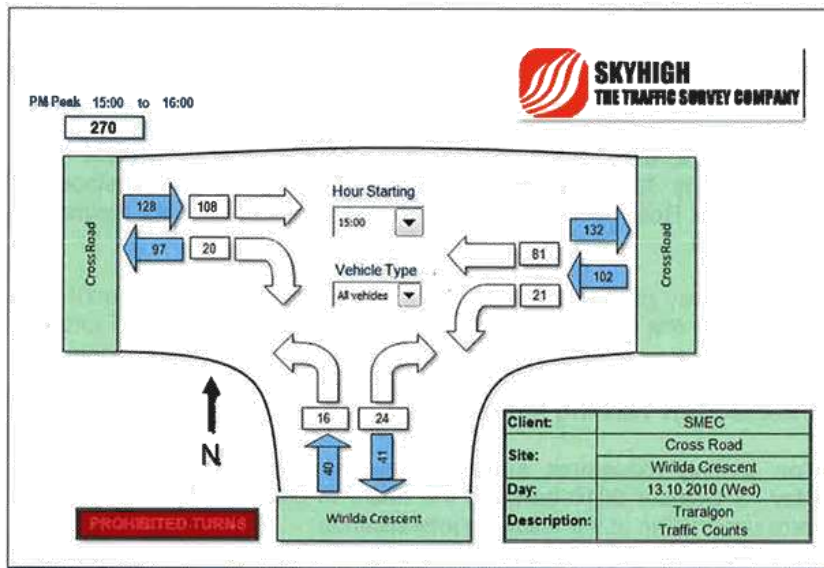 SKYHIGH
THE TRAFFIC SURVEY COMPANY
PM Peak 15:00 to 16:00
270
Cross Road
128
108
97
20
Hour Starting
15:00
Vehicle Type
All vehicles
81
21
132
102
Cross Road
16
24
40
41
N
PROHIBITED TURNS
Wirilda Crescent
Client: SMEC
Site: Cross Road
Wirilda Crescent
Day: 13.10.2010 (Wed)
Description: Traralgon
Traffic Counts